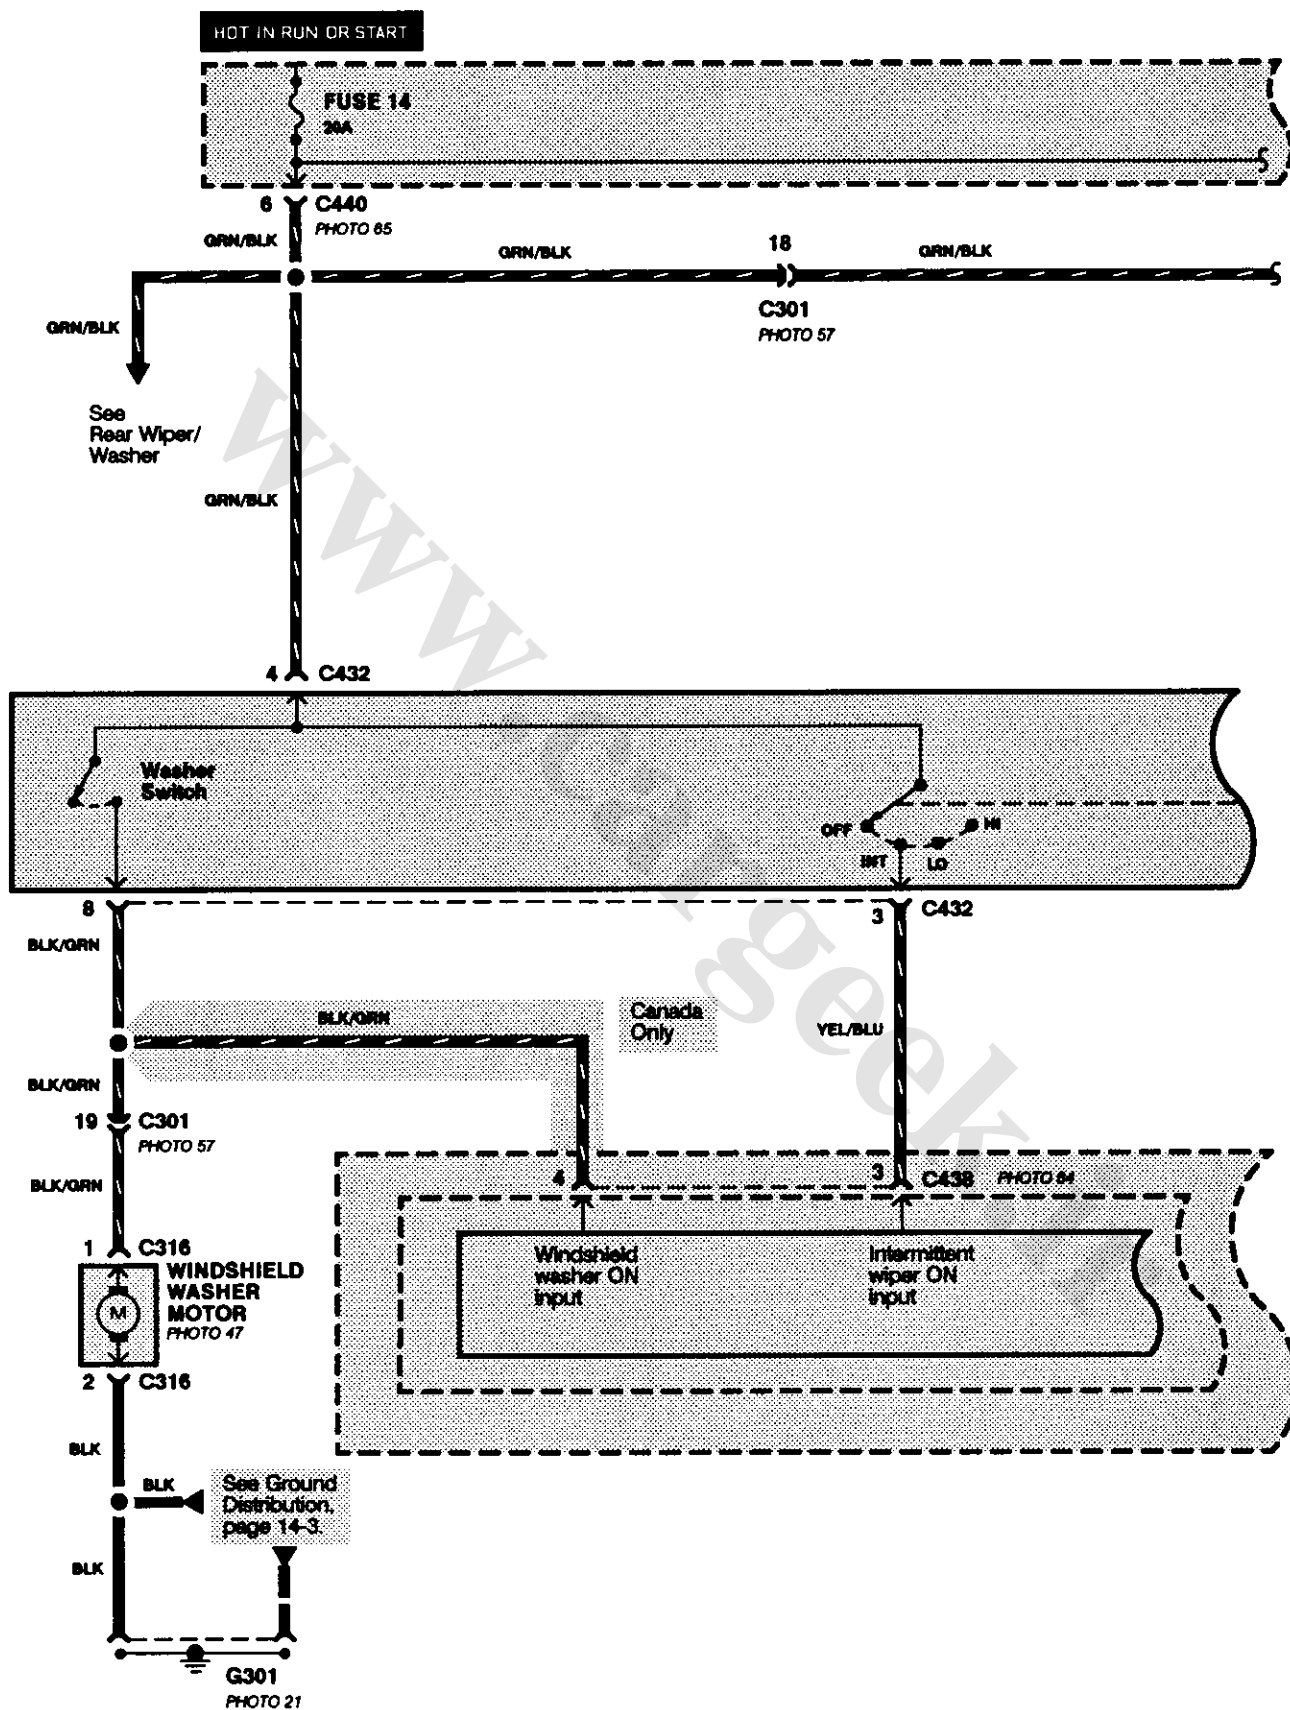 HOT IN RUN OR START
FUSE 14
20A
6 C440
PHOTO 65
GRN/BLK
GRN/BLK
18
GRN/BLK
C301
PHOTO 57
GRN/BLK
See
Rear Wiper/
Washer
GRN/BLK
4 C432
Washer
Switch
OFF
INT
LO
HI
8
3 C432
BLK/GRN
BLK/GRN
Canada
Only
YEL/BLU
BLK/GRN
19 C301
PHOTO 57
BLK/GRN
4
3 C438 PHOTO 64
1 C316
WINDSHIELD
WASHER
MOTOR
PHOTO 47
M
Windshield
washer ON
input
Intermittent
wiper ON
input
2 C316
BLK
BLK
See Ground
Distribution,
page 14-3.
BLK
G301
PHOTO 21